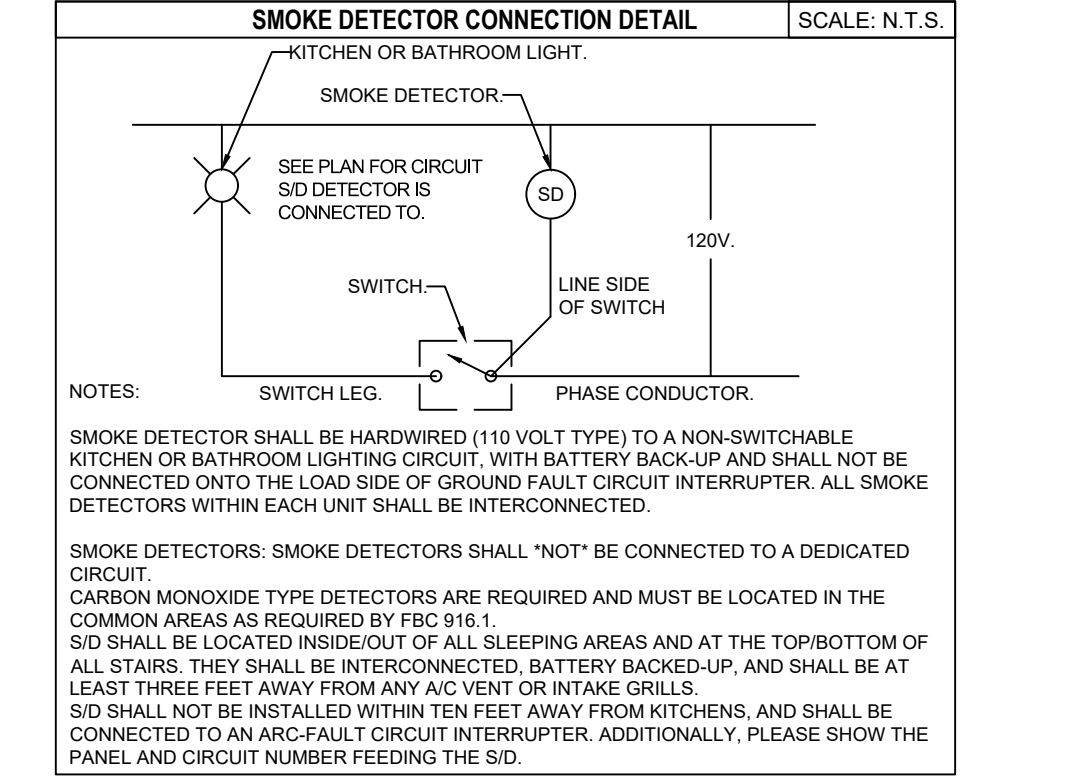 SMOKE DETECTOR CONNECTION DETAIL
SCALE: N.T.S.
KITCHEN OR BATHROOM LIGHT.
SMOKE DETECTOR.
SEE PLAN FOR CIRCUIT
S/D DETECTOR IS
CONNECTED TO.
SD
120V.
SWITCH.
LINE SIDE
OF SWITCH
NOTES:
SWITCH LEG.
PHASE CONDUCTOR.
SMOKE DETECTOR SHALL BE HARDWIRED (110 VOLT TYPE) TO A NON-SWITCHABLE
KITCHEN OR BATHROOM LIGHTING CIRCUIT, WITH BATTERY BACK-UP AND SHALL NOT BE
CONNECTED ONTO THE LOAD SIDE OF GROUND FAULT CIRCUIT INTERRUPTER. ALL SMOKE
DETECTORS WITHIN EACH UNIT SHALL BE INTERCONNECTED.
SMOKE DETECTORS: SMOKE DETECTORS SHALL *NOT* BE CONNECTED TO A DEDICATED
CIRCUIT.
CARBON MONOXIDE TYPE DETECTORS ARE REQUIRED AND MUST BE LOCATED IN THE
COMMON AREAS AS REQUIRED BY FBC 916.1.
S/D SHALL BE LOCATED INSIDE/OUT OF ALL SLEEPING AREAS AND AT THE TOP/BOTTOM OF
ALL STAIRS. THEY SHALL BE INTERCONNECTED, BATTERY BACKED-UP, AND SHALL BE AT
LEAST THREE FEET AWAY FROM ANY A/C VENT OR INTAKE GRILLS.
S/D SHALL NOT BE INSTALLED WITHIN TEN FEET AWAY FROM KITCHENS, AND SHALL BE
CONNECTED TO AN ARC-FAULT CIRCUIT INTERRUPTER. ADDITIONALLY, PLEASE SHOW THE
PANEL AND CIRCUIT NUMBER FEEDING THE S/D.